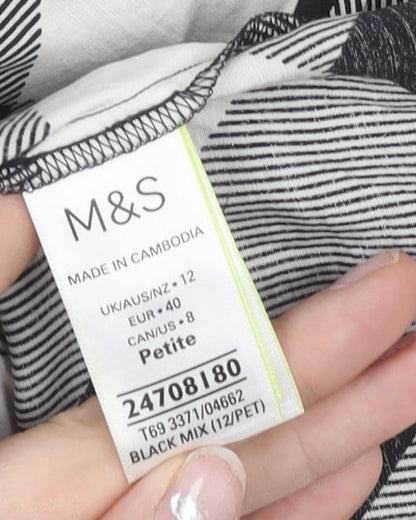 M&S
MADE IN CAMBODIA
UK/AUS/NZ • 12
EUR • 40
CAN/US • 8
Petite
24708180
T69 3371/04662
BLACK MIX (12/PET)